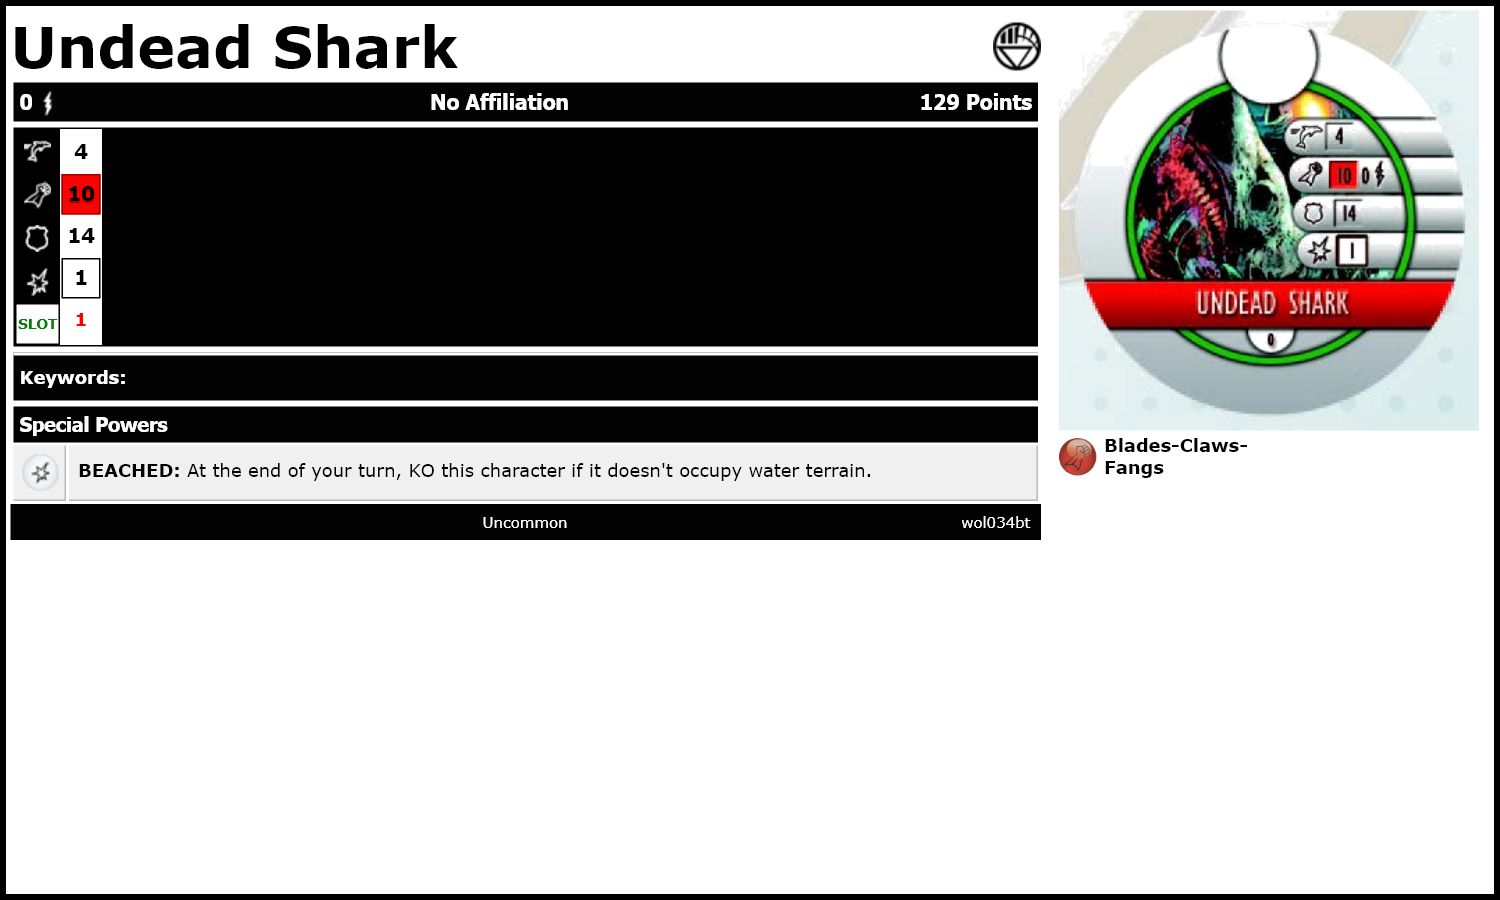 Undead Shark
0 No Affiliation 129 Points
4
10
14
1
SLOT 1
Keywords:
Special Powers
BEACHED: At the end of your turn, KO this character if it doesn't occupy water terrain.
Uncommon wol034bt
4
10 0
14
1
UNDEAD SHARK
0
Blades-Claws-
Fangs